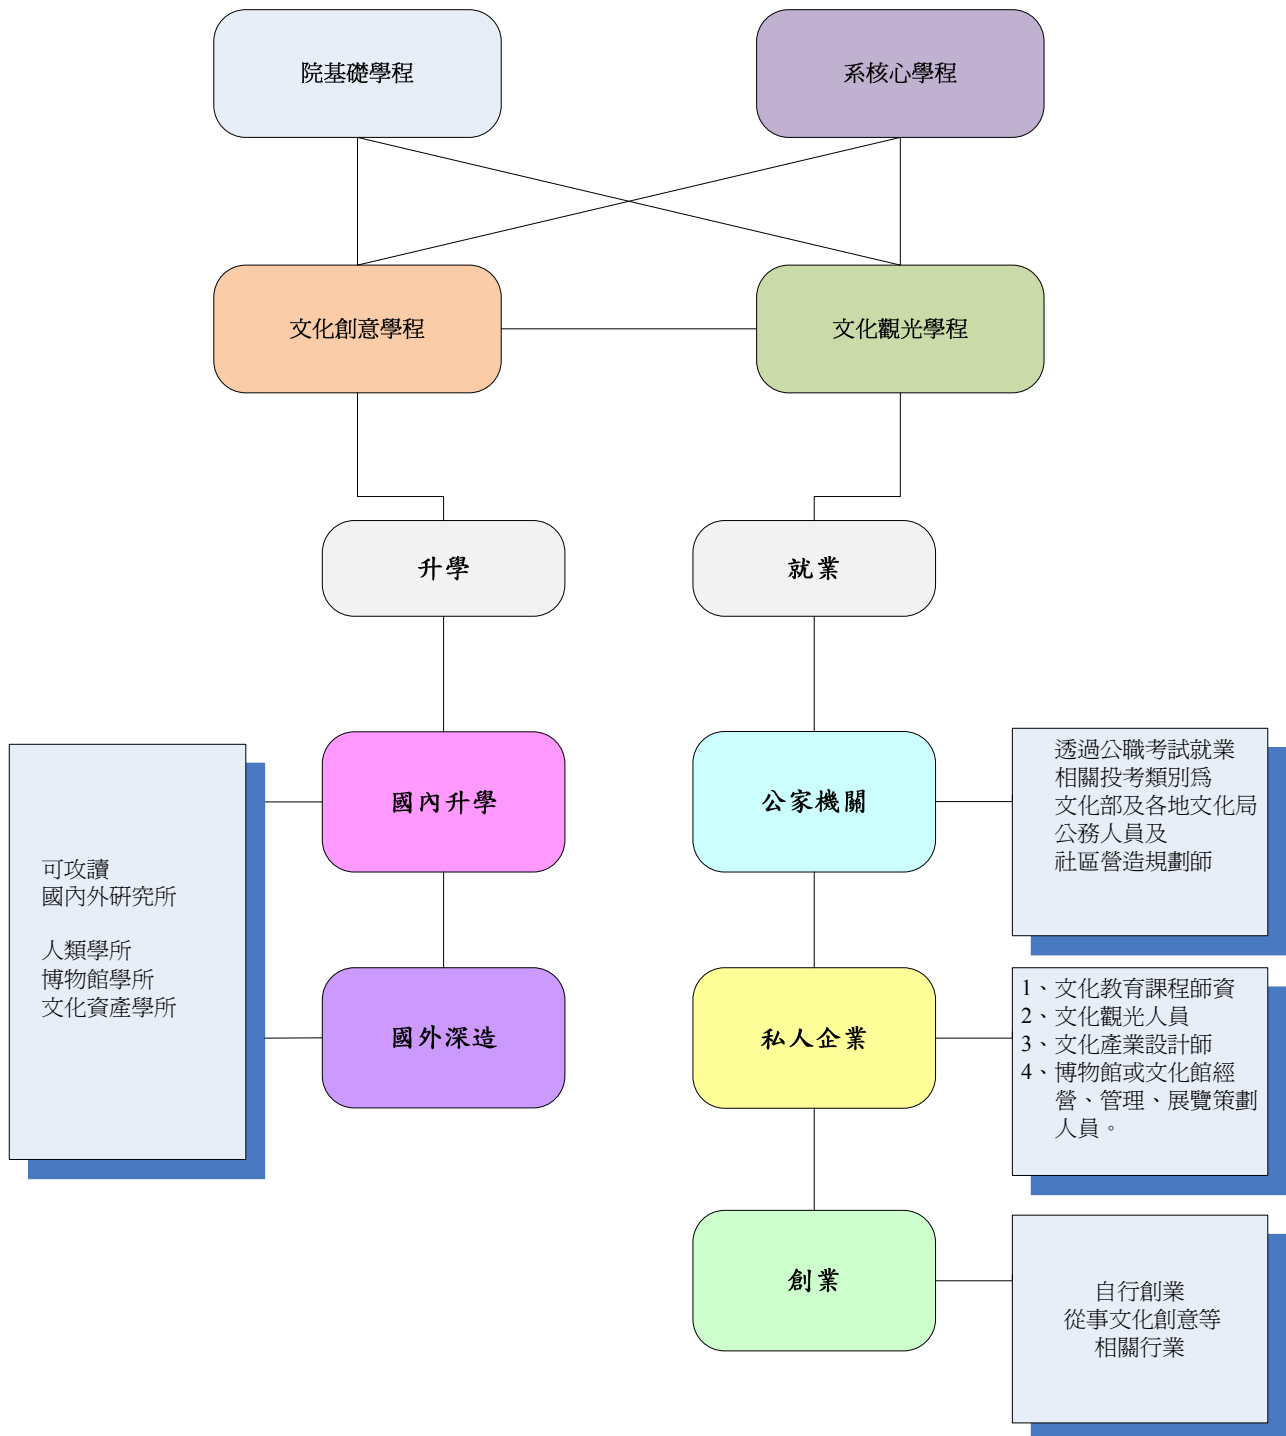 院基礎學程
系核心學程
文化創意學程
文化觀光學程
升學
就業
國內升學
公家機關
透過公職考試就業
相關投考類別為
文化部及各地文化局
公務人員及
社區營造規劃師
可攻讀
國內外研究所
人類學所
博物館學所
文化資產學所
國外深造
私人企業
1、文化教育課程師資
2、文化觀光人員
3、文化產業設計師
4、博物館或文化館經
營、管理、展覽策劃
人員。
創業
自行創業
從事文化創意等
相關行業